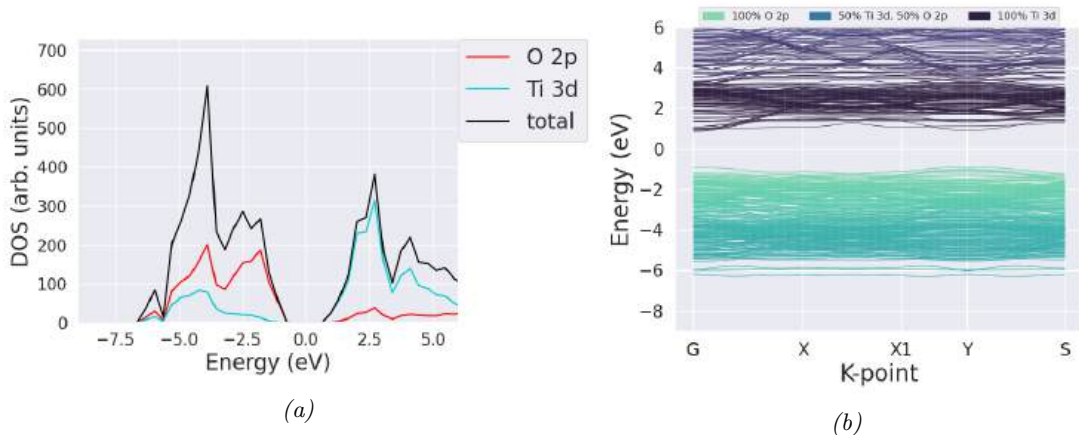 700
600
500
400
300
200
100
0
DOS (arb. units)
−7.5 −5.0 −2.5 0.0 2.5 5.0
Energy (eV)
O 2p
Ti 3d
total
(a)
100% O 2p 50% Ti 3d, 50% O 2p 100% Ti 3d
6
4
2
0
−2
−4
−6
−8
Energy (eV)
G X X1 Y S
K-point
(b)